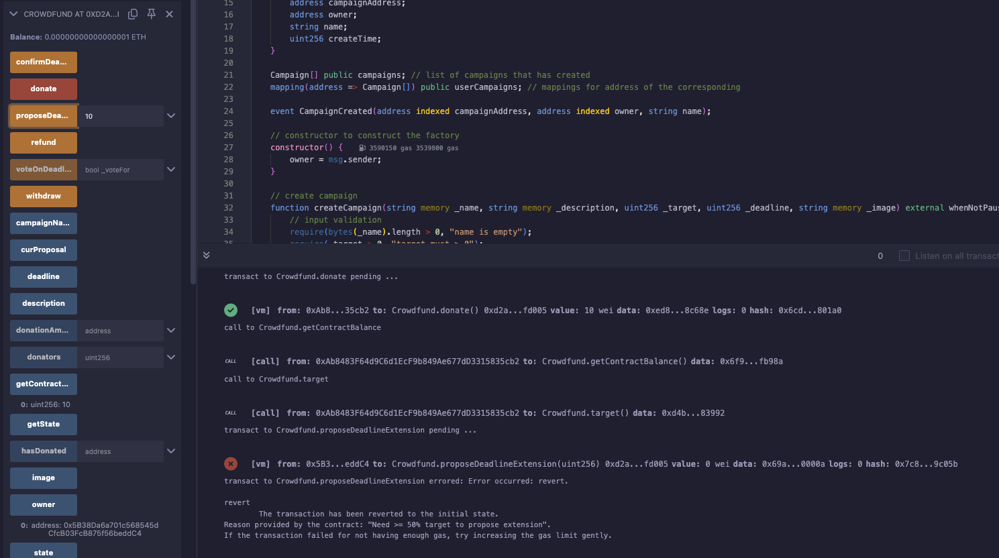 CROWDFUND AT 0XD2A...I
Balance: 0.00000000000000001 ETH
confirmDea...
donate
proposeDea... 10
refund
voteOnDeadl... bool _voteFor
withdraw
campaignNa...
curProposal
deadline
description
donationAm... address
donators uint256
getContract...
0: uint256: 10
getState
hasDonated address
image
owner
0: address: 0x5B38Da6a701c568545d
CfcB03FcB875f56beddC4
state
15 address campaignAddress;
16 address owner;
17 string name;
18 uint256 createTime;
19 }
20
21 Campaign[] public campaigns; // list of campaigns that has created
22 mapping(address => Campaign[]) public userCampaigns; // mappings for address of the corresponding
23
24 event CampaignCreated(address indexed campaignAddress, address indexed owner, string name);
25
26 // constructor to construct the factory
27 constructor() { 3590150 gas 3539800 gas
28 owner = msg.sender;
29 }
30
31 // create campaign
32 function createCampaign(string memory _name, string memory _description, uint256 _target, uint256 _deadline, string memory _image) external whenNotPaus
33 // input validation
34 require(bytes(_name).length > 0, "name is empty");
35 require(_target > 0, "target must > 0");
0 Listen on all transact
transact to Crowdfund.donate pending ...
[vm] from: 0xAb8...35cb2 to: Crowdfund.donate() 0xd2a...fd005 value: 10 wei data: 0xed8...8c68e logs: 0 hash: 0x6cd...801a0
call to Crowdfund.getContractBalance
CALL [call] from: 0xAb8483F64d9C6d1EcF9b849Ae677dD3315835cb2 to: Crowdfund.getContractBalance() data: 0x6f9...fb98a
call to Crowdfund.target
CALL [call] from: 0xAb8483F64d9C6d1EcF9b849Ae677dD3315835cb2 to: Crowdfund.target() data: 0xd4b...83992
transact to Crowdfund.proposeDeadlineExtension pending ...
[vm] from: 0x5B3...eddC4 to: Crowdfund.proposeDeadlineExtension(uint256) 0xd2a...fd005 value: 0 wei data: 0x69a...0000a logs: 0 hash: 0x7c8...9c05b
transact to Crowdfund.proposeDeadlineExtension errored: Error occurred: revert.
revert
The transaction has been reverted to the initial state.
Reason provided by the contract: "Need >= 50% target to propose extension".
If the transaction failed for not having enough gas, try increasing the gas limit gently.